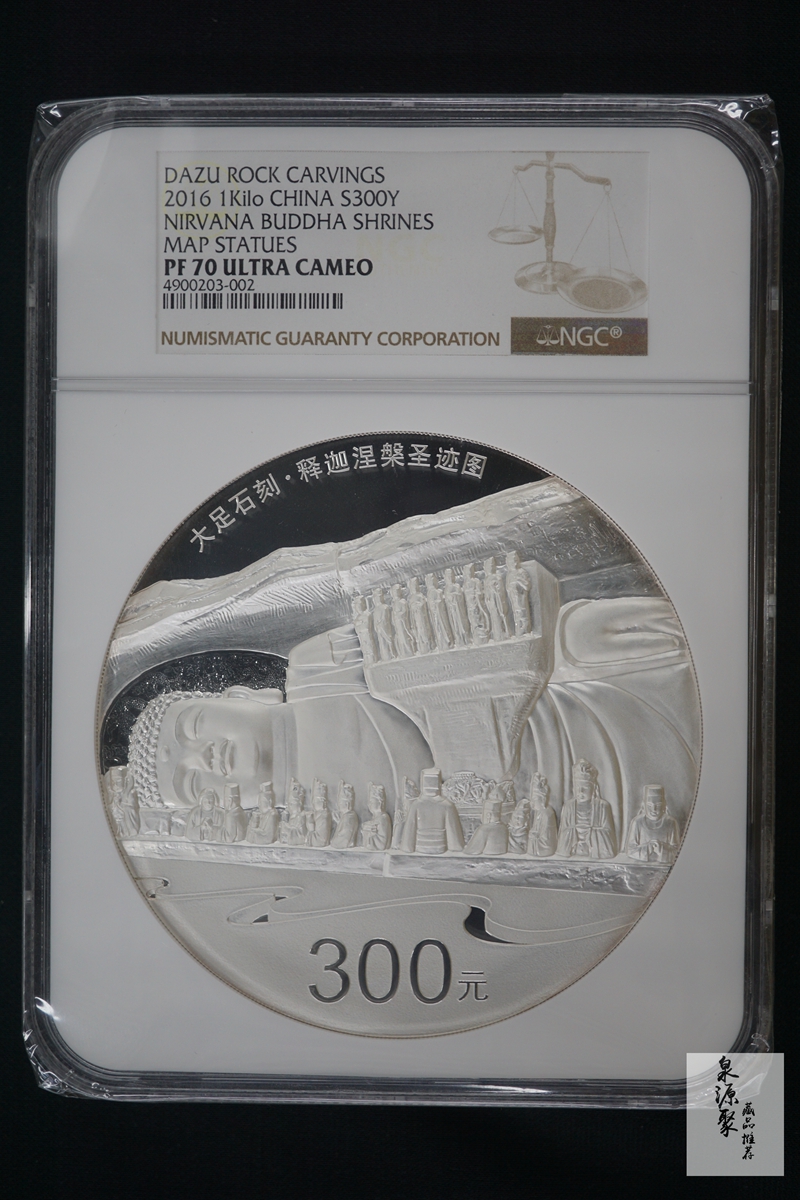 DAZU ROCK CARVINGS
2016 1Kilo CHINA S300Y
NIRVANA BUDDHA SHRINES
MAP STATUES
PF 70 ULTRA CAMEO
4900203-002
NUMISMATIC GUARANTY CORPORATION
NGC®
大足石刻·释迦涅槃圣迹图
300元
泉源聚
藏品推荐